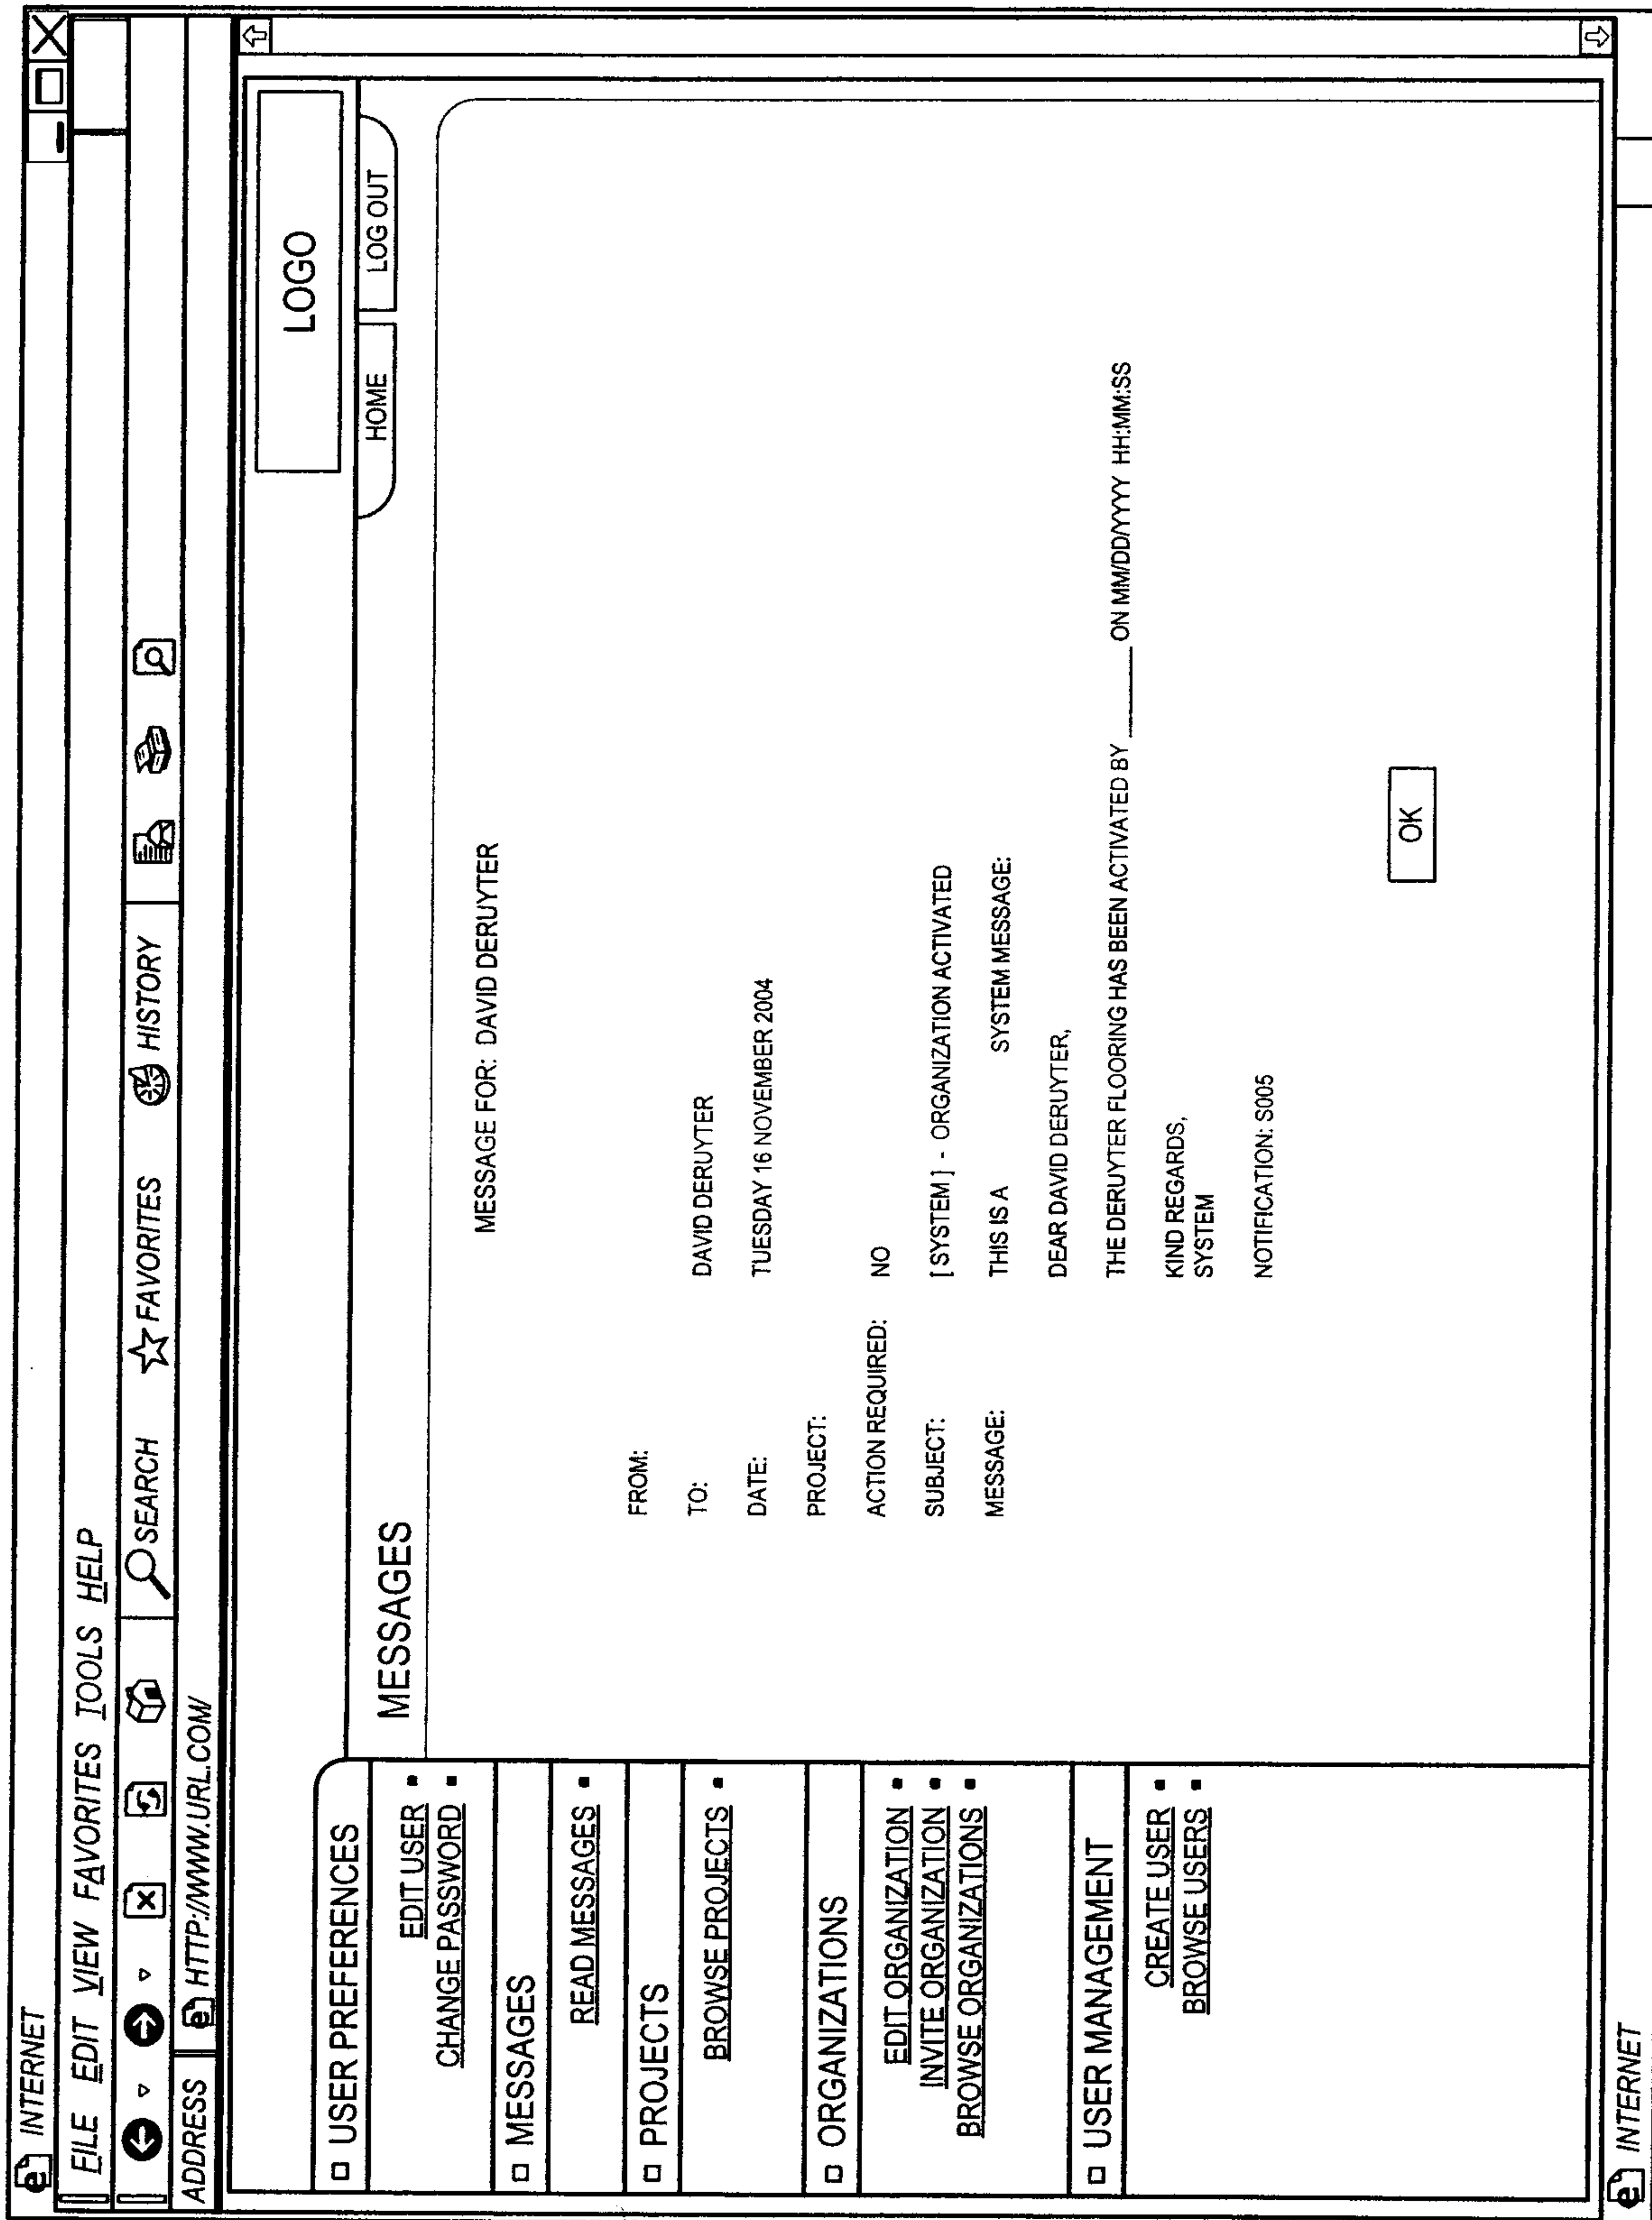 INTERNET
FILE EDIT VIEW FAVORITES TOOLS HELP
SEARCH FAVORITES HISTORY
ADDRESS HTTP://WWW.URL.COM/
LOGO
HOME LOG OUT
USER PREFERENCES
EDIT USER
CHANGE PASSWORD
MESSAGES
READ MESSAGES
PROJECTS
BROWSE PROJECTS
ORGANIZATIONS
EDIT ORGANIZATION
INVITE ORGANIZATION
BROWSE ORGANIZATIONS
USER MANAGEMENT
CREATE USER
BROWSE USERS
MESSAGES
MESSAGE FOR: DAVID DERUYTER
FROM:
TO: DAVID DERUYTER
DATE: TUESDAY 16 NOVEMBER 2004
PROJECT:
ACTION REQUIRED: NO
SUBJECT: [SYSTEM] - ORGANIZATION ACTIVATED
MESSAGE: THIS IS A SYSTEM MESSAGE:
DEAR DAVID DERUYTER,
THE DERUYTER FLOORING HAS BEEN ACTIVATED BY ______ ON MM/DD/YYYY HH:MM:SS
KIND REGARDS,
SYSTEM
NOTIFICATION: S005
OK
INTERNET